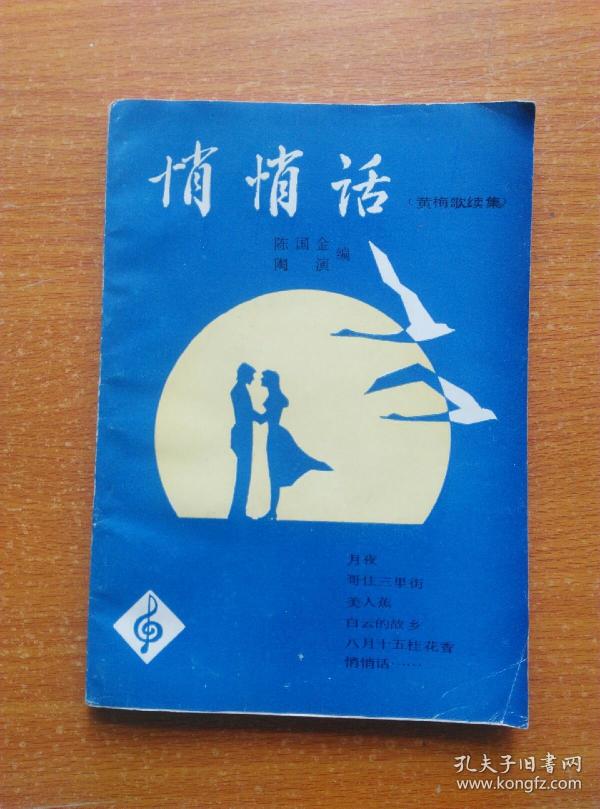 悄悄话
(黄梅歌续集)
陈国金
陶演 编
月夜
哥住三里街
美人蕉
白云的故乡
八月十五桂花香
悄悄话……
孔夫子旧书网
www.kongfz.com